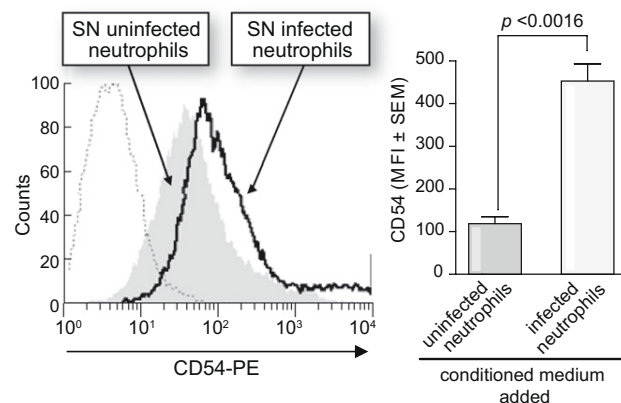 SN uninfected
neutrophils
SN infected
neutrophils
100
80
60
40
20
0
Counts
10⁰
10¹
10²
10³
10⁴
CD54-PE
p <0.0016
500
400
300
200
100
0
CD54 (MFI ± SEM)
uninfected
neutrophils
infected
neutrophils
conditioned medium
added